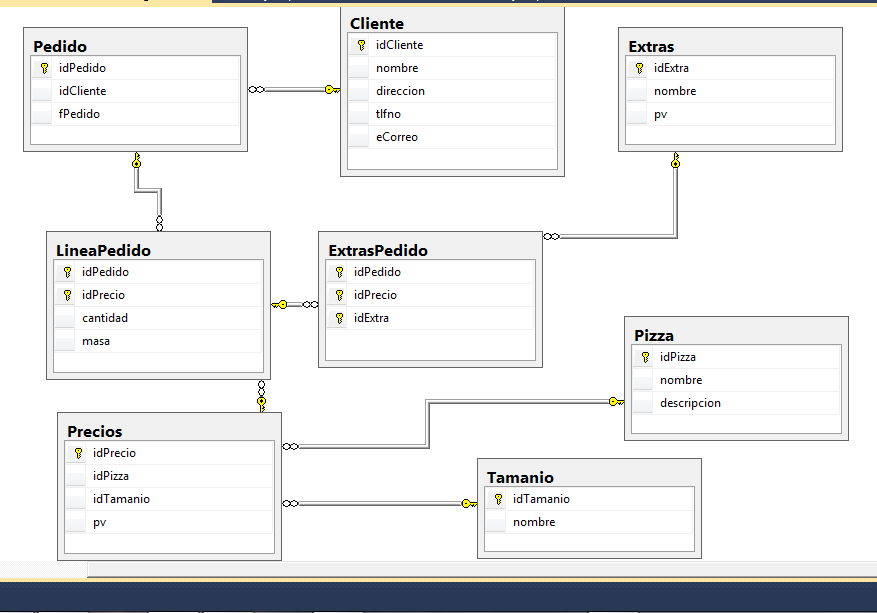 Pedido
idPedido
idCliente
fPedido
Cliente
idCliente
nombre
direccion
tlfno
eCorreo
Extras
idExtra
nombre
pv
LineaPedido
idPedido
idPrecio
cantidad
masa
ExtrasPedido
idPedido
idPrecio
idExtra
Pizza
idPizza
nombre
descripcion
Precios
idPrecio
idPizza
idTamanio
pv
Tamanio
idTamanio
nombre